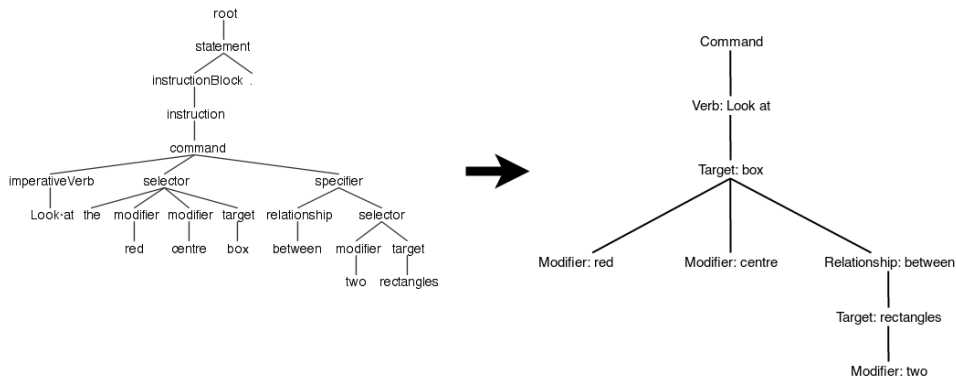 root
statement
instructionBlock .
instruction
command
imperativeVerb selector specifier
Look·at the modifier modifier target relationship selector
red centre box between modifier target
two rectangles
Command
Verb: Look at
Target: box
Modifier: red Modifier: centre Relationship: between
Target: rectangles
Modifier: two